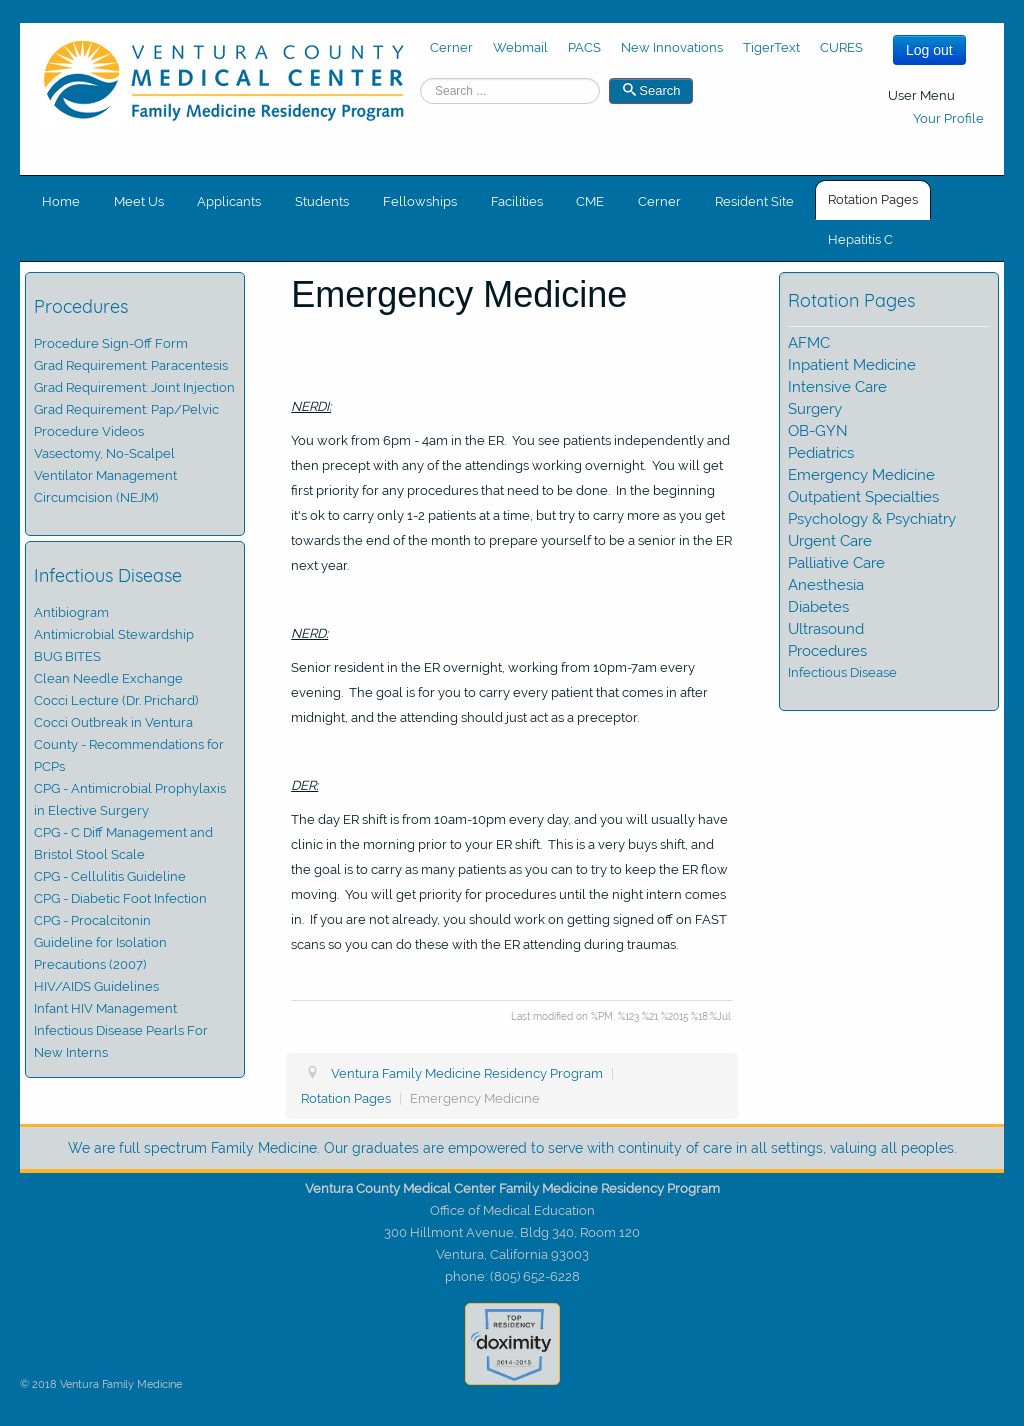 VENTURA COUNTY
MEDICAL CENTER
Family Medicine Residency Program
Cerner Webmail PACS New Innovations TigerText CURES
Log out
Search ...
Search
User Menu
Your Profile
Home Meet Us Applicants Students Fellowships Facilities CME Cerner Resident Site Rotation Pages
Hepatitis C
Procedures
Procedure Sign-Off Form
Grad Requirement: Paracentesis
Grad Requirement: Joint Injection
Grad Requirement: Pap/Pelvic
Procedure Videos
Vasectomy, No-Scalpel
Ventilator Management
Circumcision (NEJM)
Infectious Disease
Antibiogram
Antimicrobial Stewardship
BUG BITES
Clean Needle Exchange
Cocci Lecture (Dr. Prichard)
Cocci Outbreak in Ventura
County - Recommendations for
PCPs
CPG - Antimicrobial Prophylaxis
in Elective Surgery
CPG - C Diff Management and
Bristol Stool Scale
CPG - Cellulitis Guideline
CPG - Diabetic Foot Infection
CPG - Procalcitonin
Guideline for Isolation
Precautions (2007)
HIV/AIDS Guidelines
Infant HIV Management
Infectious Disease Pearls For
New Interns
Emergency Medicine
NERDI:
You work from 6pm - 4am in the ER.  You see patients independently and
then precept with any of the attendings working overnight.  You will get
first priority for any procedures that need to be done.  In the beginning
it's ok to carry only 1-2 patients at a time, but try to carry more as you get
towards the end of the month to prepare yourself to be a senior in the ER
next year.
NERD:
Senior resident in the ER overnight, working from 10pm-7am every
evening.  The goal is for you to carry every patient that comes in after
midnight, and the attending should just act as a preceptor.
DER:
The day ER shift is from 10am-10pm every day, and you will usually have
clinic in the morning prior to your ER shift.  This is a very buys shift, and
the goal is to carry as many patients as you can to try to keep the ER flow
moving.  You will get priority for procedures until the night intern comes
in.  If you are not already, you should work on getting signed off on FAST
scans so you can do these with the ER attending during traumas.
Last modified on %PM, %123 %21 %2015 %18:%Jul
Ventura Family Medicine Residency Program |
Rotation Pages | Emergency Medicine
Rotation Pages
AFMC
Inpatient Medicine
Intensive Care
Surgery
OB-GYN
Pediatrics
Emergency Medicine
Outpatient Specialties
Psychology & Psychiatry
Urgent Care
Palliative Care
Anesthesia
Diabetes
Ultrasound
Procedures
Infectious Disease
We are full spectrum Family Medicine. Our graduates are empowered to serve with continuity of care in all settings, valuing all peoples.
Ventura County Medical Center Family Medicine Residency Program
Office of Medical Education
300 Hillmont Avenue, Bldg 340, Room 120
Ventura, California 93003
phone: (805) 652-6228
TOP
RESIDENCY
doximity
2014-2015
© 2018 Ventura Family Medicine